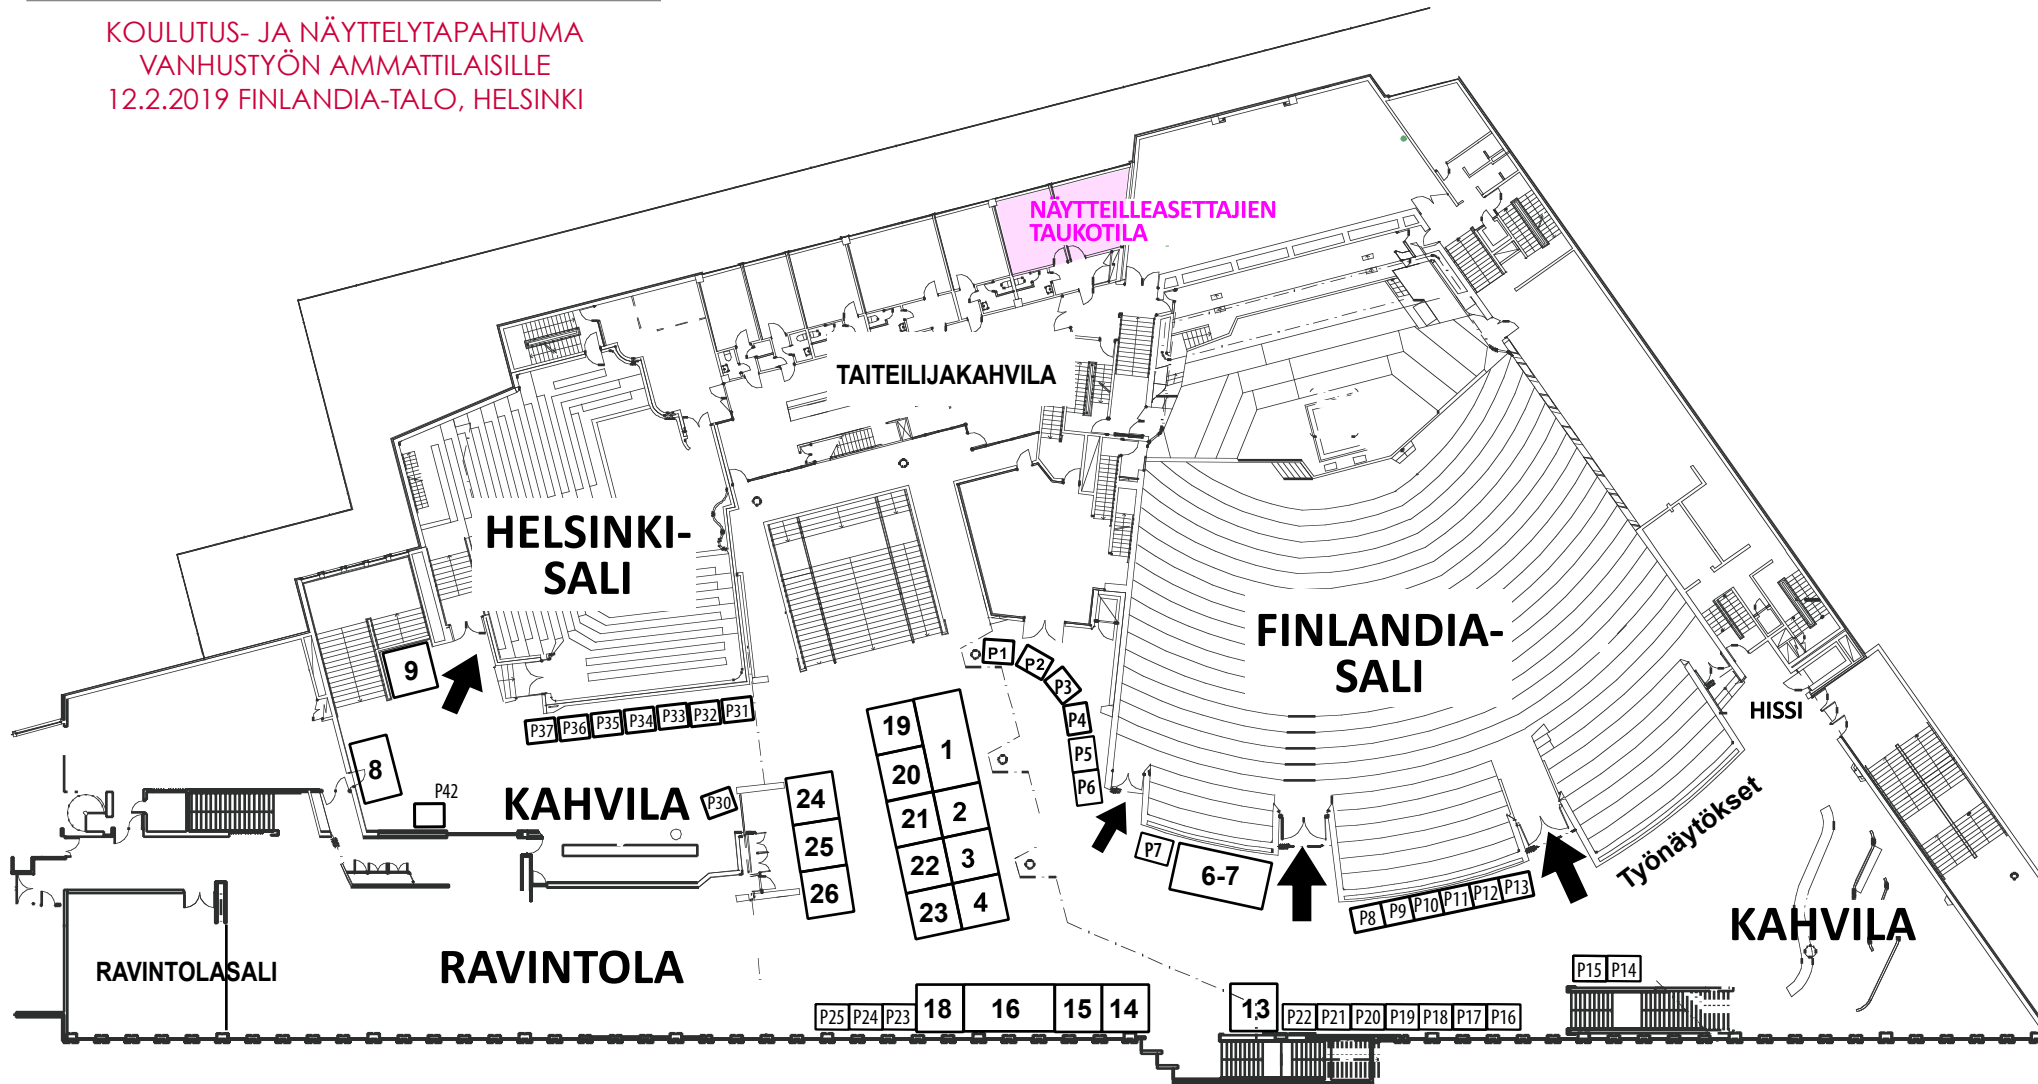 KOULUTUS- JA NÄYTTELYTAPAHTUMA
VANHUSTYÖN AMMATTILAISILLE
12.2.2019 FINLANDIA-TALO, HELSINKI
NÄYTTEILLEASETTAJIEN
TAUKOTILA
TAITEILIJAKAHVILA
HELSINKI-
SALI
FINLANDIA-
SALI
HISSI
Työnäytökset
9
8
P37 P36 P35 P34 P33 P32 P31
P42
KAHVILA
P30
24
25
26
19
1
20
21
2
22
3
23
4
P1
P2
P3
P4
P5
P6
P7
6-7
P8 P9 P10 P11 P12 P13
KAHVILA
RAVINTOLASALI
RAVINTOLA
P15 P14
P25 P24 P23 18 16 15 14
13 P22 P21 P20 P19 P18 P17 P16